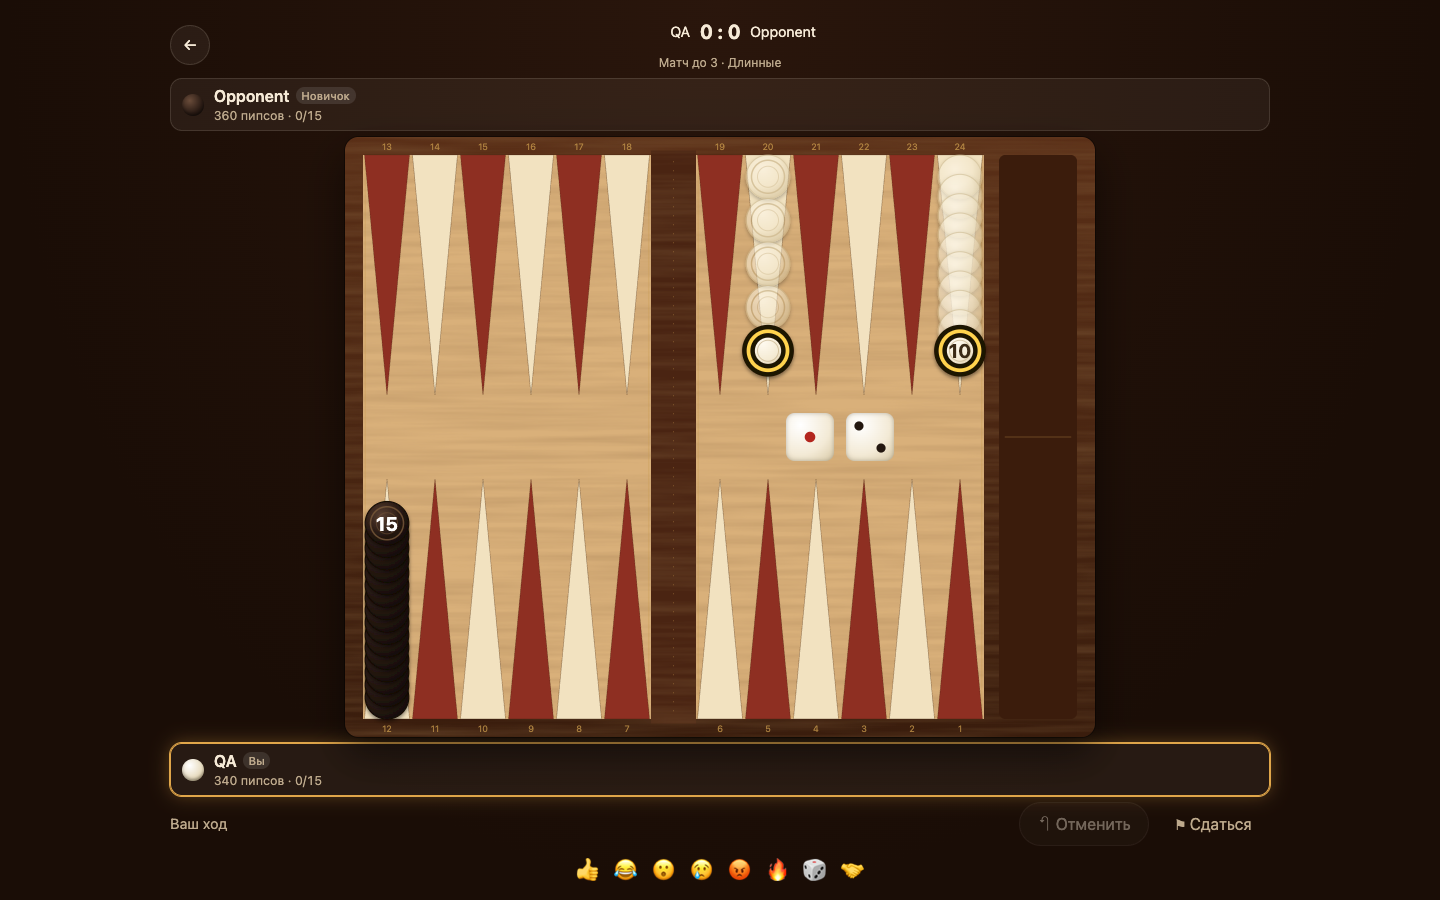 QA 0 : 0 Opponent
Матч до 3 · Длинные
Opponent Новичок
360 пипсов · 0/15
13 14 15 16 17 18 19 20 21 22 23 24
10
15
12 11 10 9 8 7 6 5 4 3 2 1
QA Вы
340 пипсов · 0/15
Ваш ход
Отменить
Сдаться